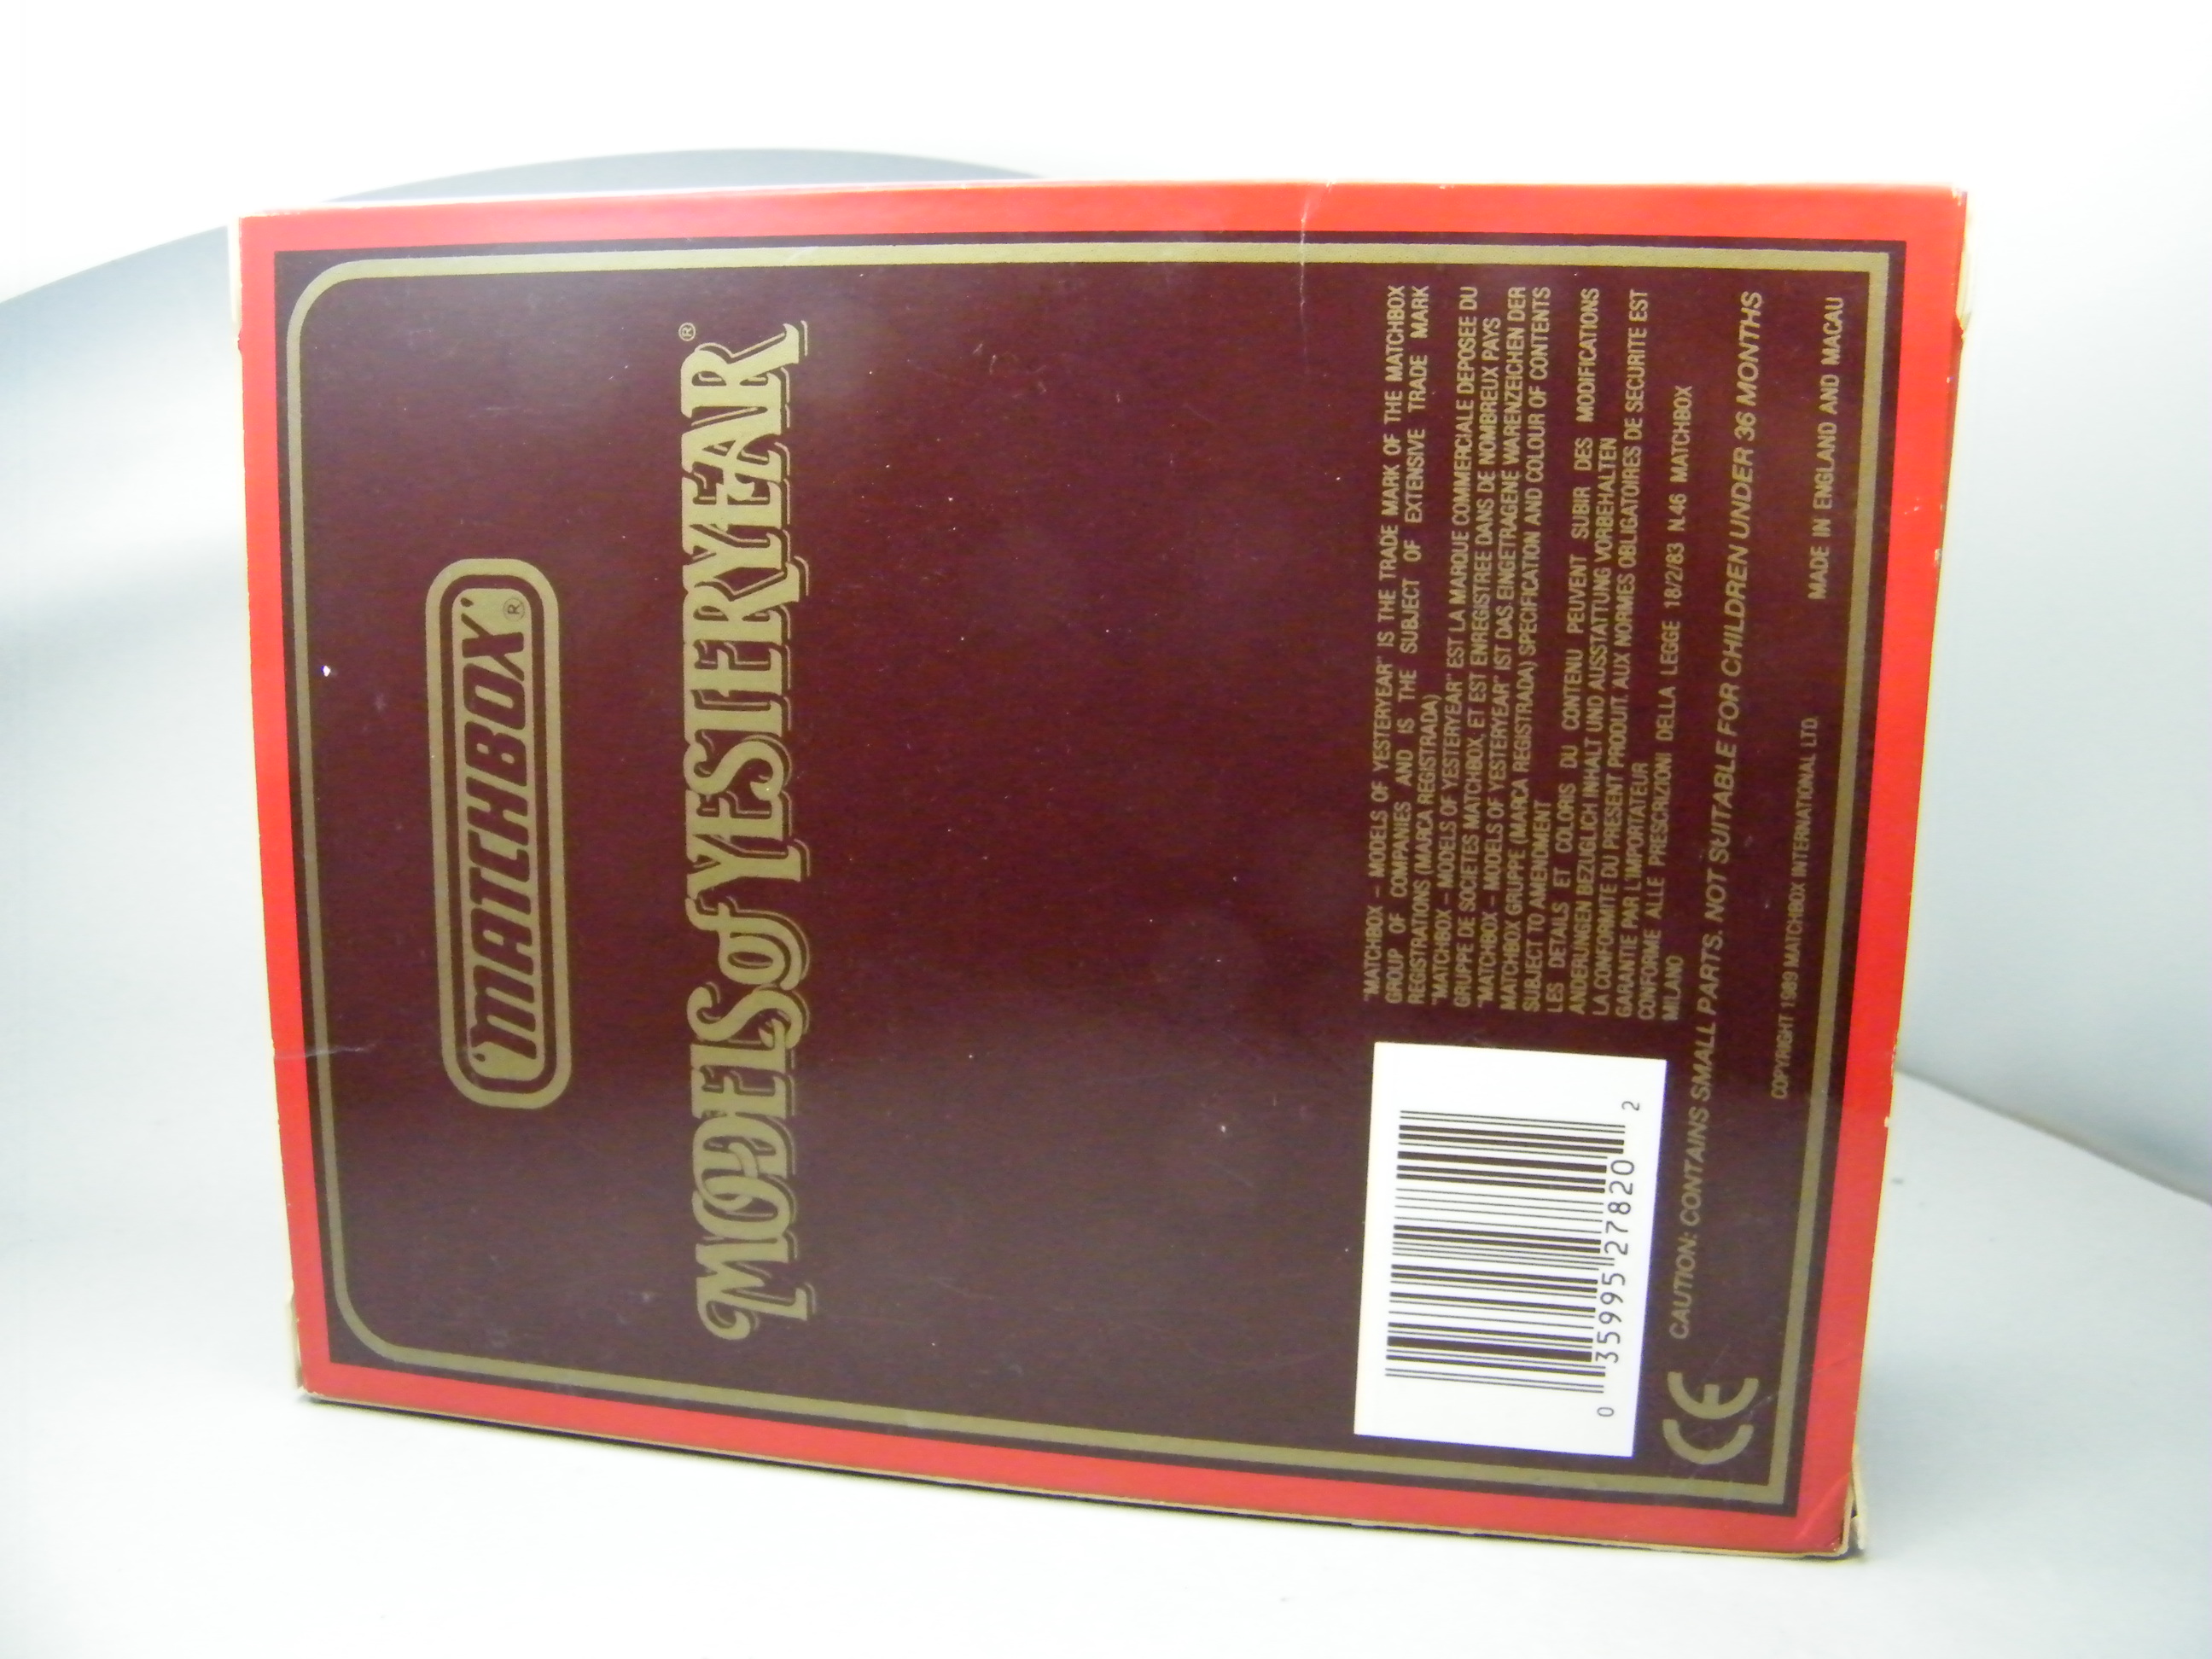 "MATCHBOX"®
MODELS of YESTERYEAR®
"MATCHBOX – MODELS OF YESTERYEAR" IS THE TRADE MARK OF THE MATCHBOX
GROUP OF COMPANIES AND IS THE SUBJECT OF EXTENSIVE TRADE MARK
REGISTRATIONS (MARCA REGISTRADA)
"MATCHBOX – MODELS OF YESTERYEAR" EST LA MARQUE COMMERCIALE DEPOSEE DU
GRUPPE DE SOCIETES MATCHBOX, ET EST ENREGISTREE DANS DE NOMBREUX PAYS
"MATCHBOX – MODELS OF YESTERYEAR" IST DAS EINGETRAGENE WARENZEICHEN DER
MATCHBOX GRUPPE (MARCA REGISTRADA) SPECIFICATION AND COLOUR OF CONTENTS
SUBJECT TO AMENDMENT
LES DETAILS ET COLORIS DU CONTENU PEUVENT SUBIR DES MODIFICATIONS
ANDERUNGEN BEZUGLICH INHALT UND AUSSTATTUNG VORBEHALTEN
LA CONFORMITE DU PRESENT PRODUIT AUX NORMES OBLIGATOIRES DE SECURITE EST
GARANTIE PAR L'IMPORTATEUR
CONFORME ALLE PRESCRIZIONI DELLA LEGGE 18/2/83 N.46 MATCHBOX
MILANO
0 35995 27820 2
CE CAUTION: CONTAINS SMALL PARTS. NOT SUITABLE FOR CHILDREN UNDER 36 MONTHS
COPYRIGHT 1989 MATCHBOX INTERNATIONAL LTD. MADE IN ENGLAND AND MACAU